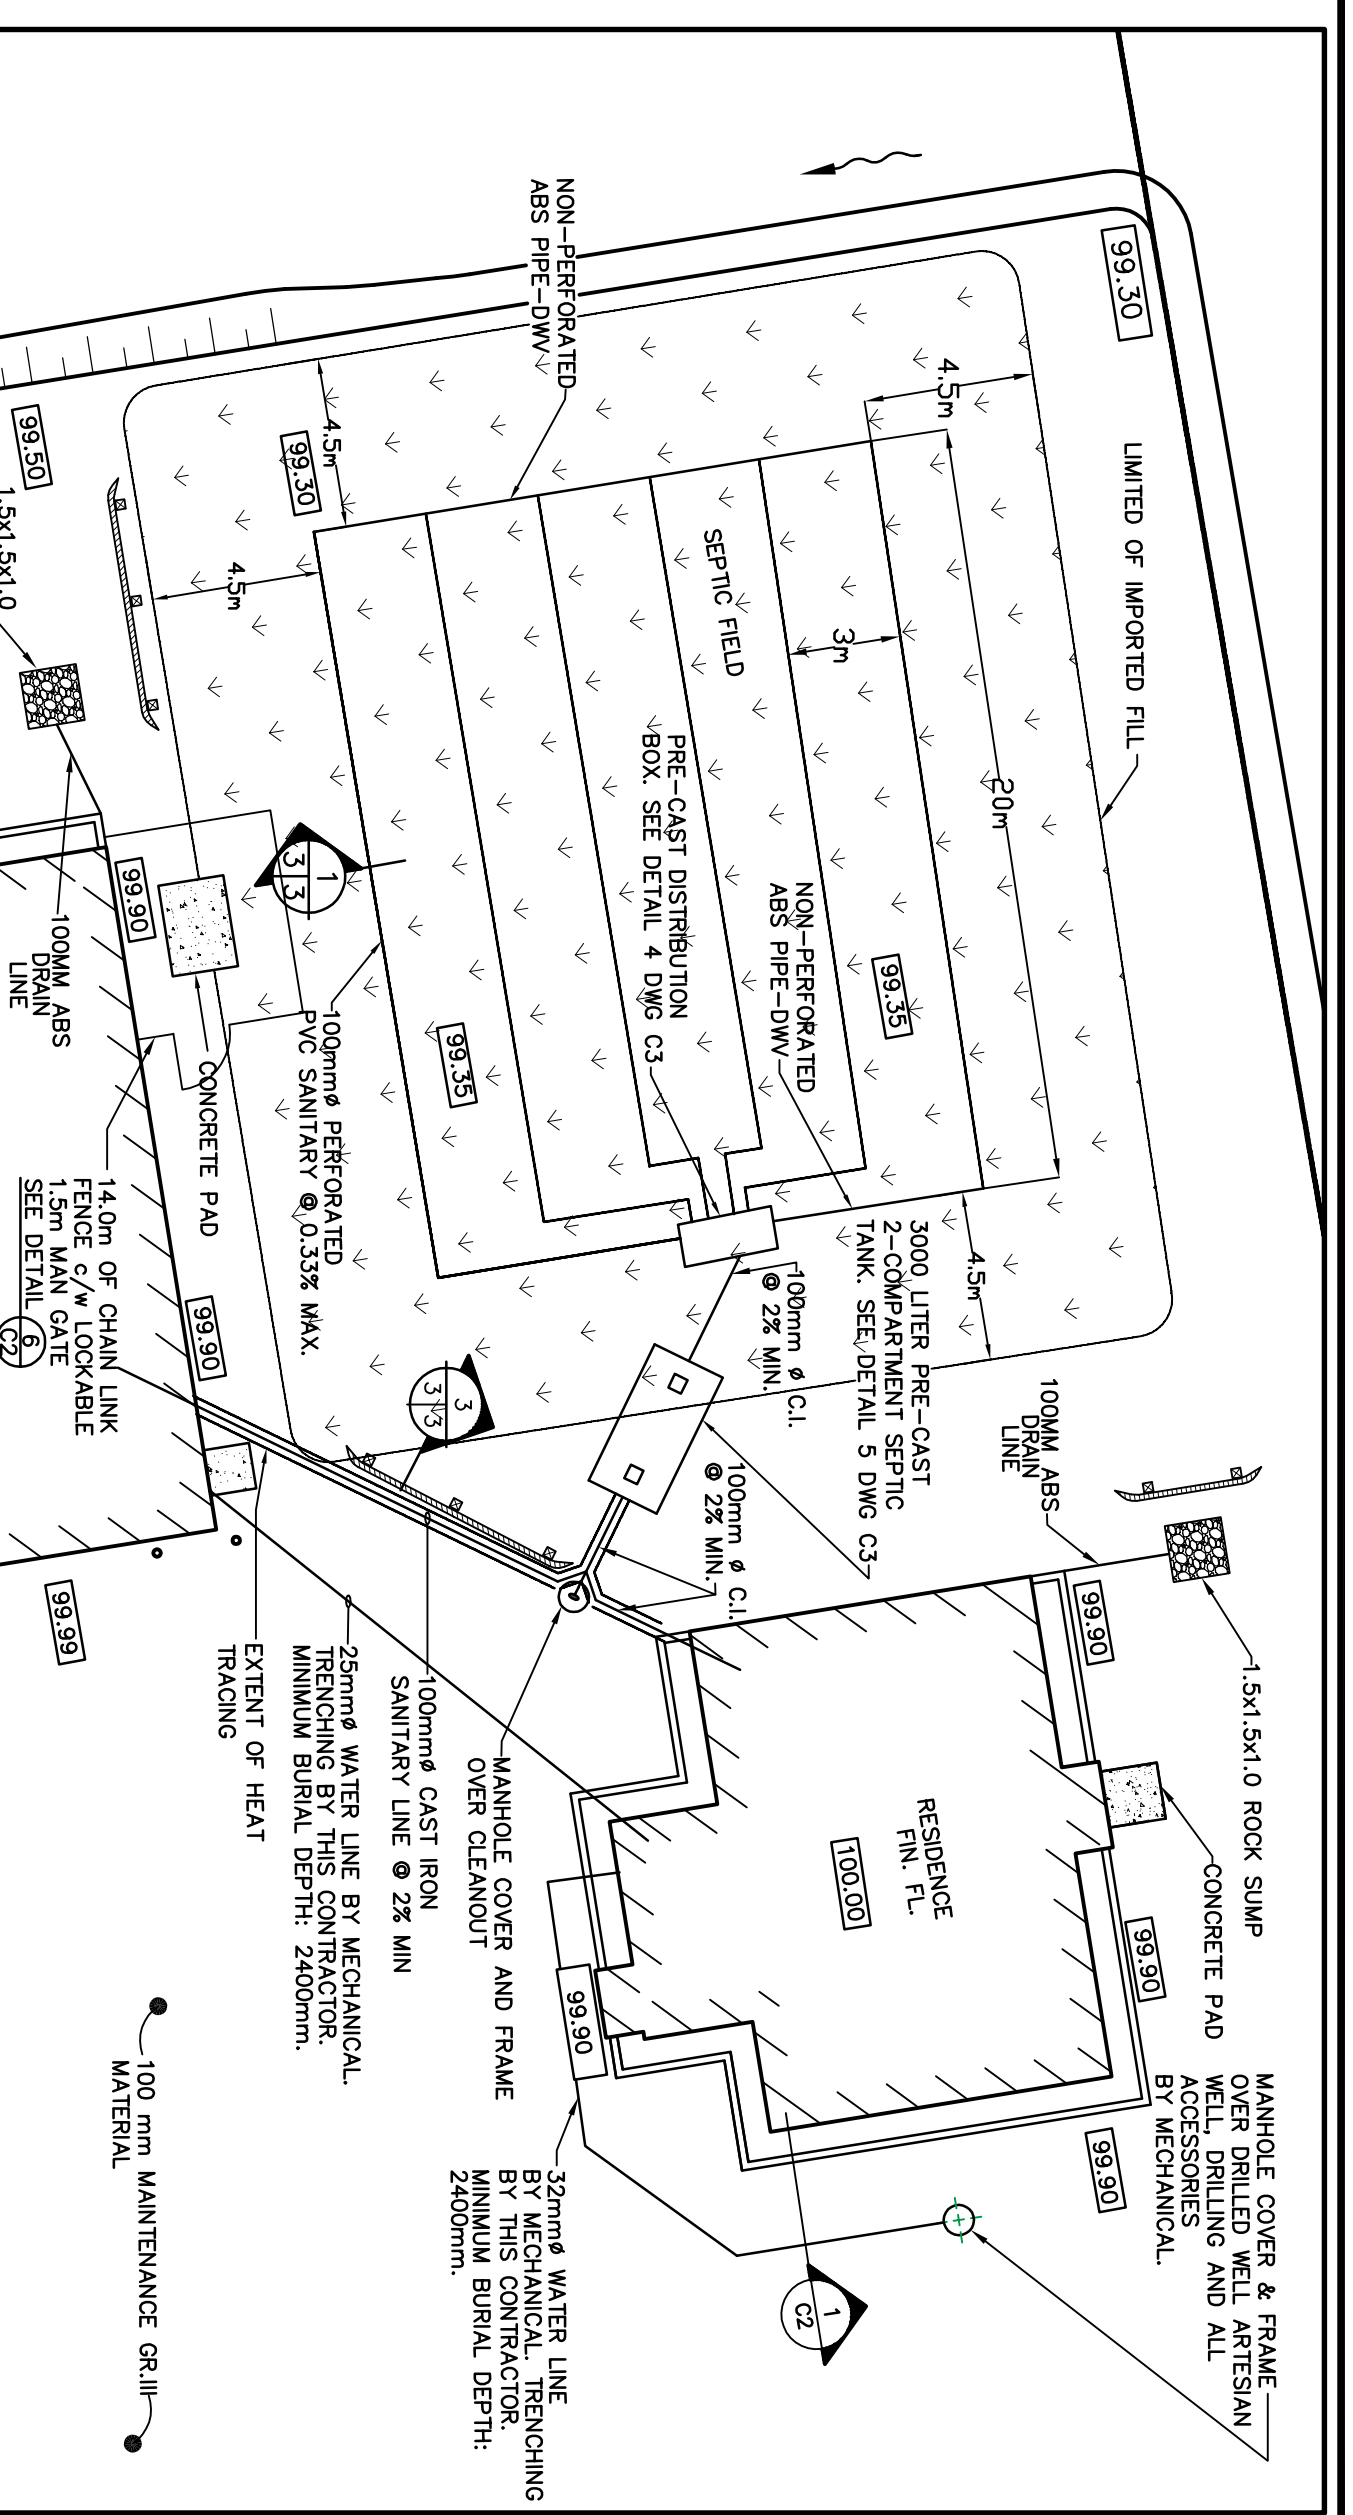 MANHOLE COVER & FRAME
OVER DRILLED WELL ARTESIAN
WELL, DRILLING AND ALL
ACCESSORIES
BY MECHANICAL.
1.5x1.5x1.0 ROCK SUMP
CONCRETE PAD
99.30
LIMITED OF IMPORTED FILL
99.90
99.90
99.90
100MM ABS
DRAIN
LINE
4.5m
20m
4.5m
3m
99.35
RESIDENCE
FIN. FL.
100.00
3000 LITER PRE-CAST
2-COMPARTMENT SEPTIC
TANK. SEE DETAIL 5 DWG C3
NON-PERFORATED
ABS PIPE-DWV
100mm ø C.I.
@ 2% MIN.
1
C2
SEPTIC FIELD
100mm ø C.I.
@ 2% MIN.
PRE-CAST DISTRIBUTION
BOX. SEE DETAIL 4 DWG C3
NON-PERFORATED
ABS PIPE-DWV
99.90
32mmø WATER LINE
BY MECHANICAL. TRENCHING
BY THIS CONTRACTOR.
MINIMUM BURIAL DEPTH:
2400mm.
MANHOLE COVER AND FRAME
OVER CLEANOUT
99.35
3
3 3
100mmø CAST IRON
SANITARY LINE @ 2% MIN
4.5m
99.30
1
3 3
100mmø PERFORATED
PVC SANITARY @ 0.33% MAX.
25mmø WATER LINE BY MECHANICAL.
TRENCHING BY THIS CONTRACTOR.
MINIMUM BURIAL DEPTH: 2400mm.
4.5m
EXTENT OF HEAT
TRACING
CONCRETE PAD
99.90
99.90
100 mm MAINTENANCE GR.III
MATERIAL
14.0m OF CHAIN LINK
FENCE c/w LOCKABLE
1.5m MAN GATE
SEE DETAIL
6
C2
99.99
100MM ABS
DRAIN
LINE
99.50
1.5x1.5x1.0